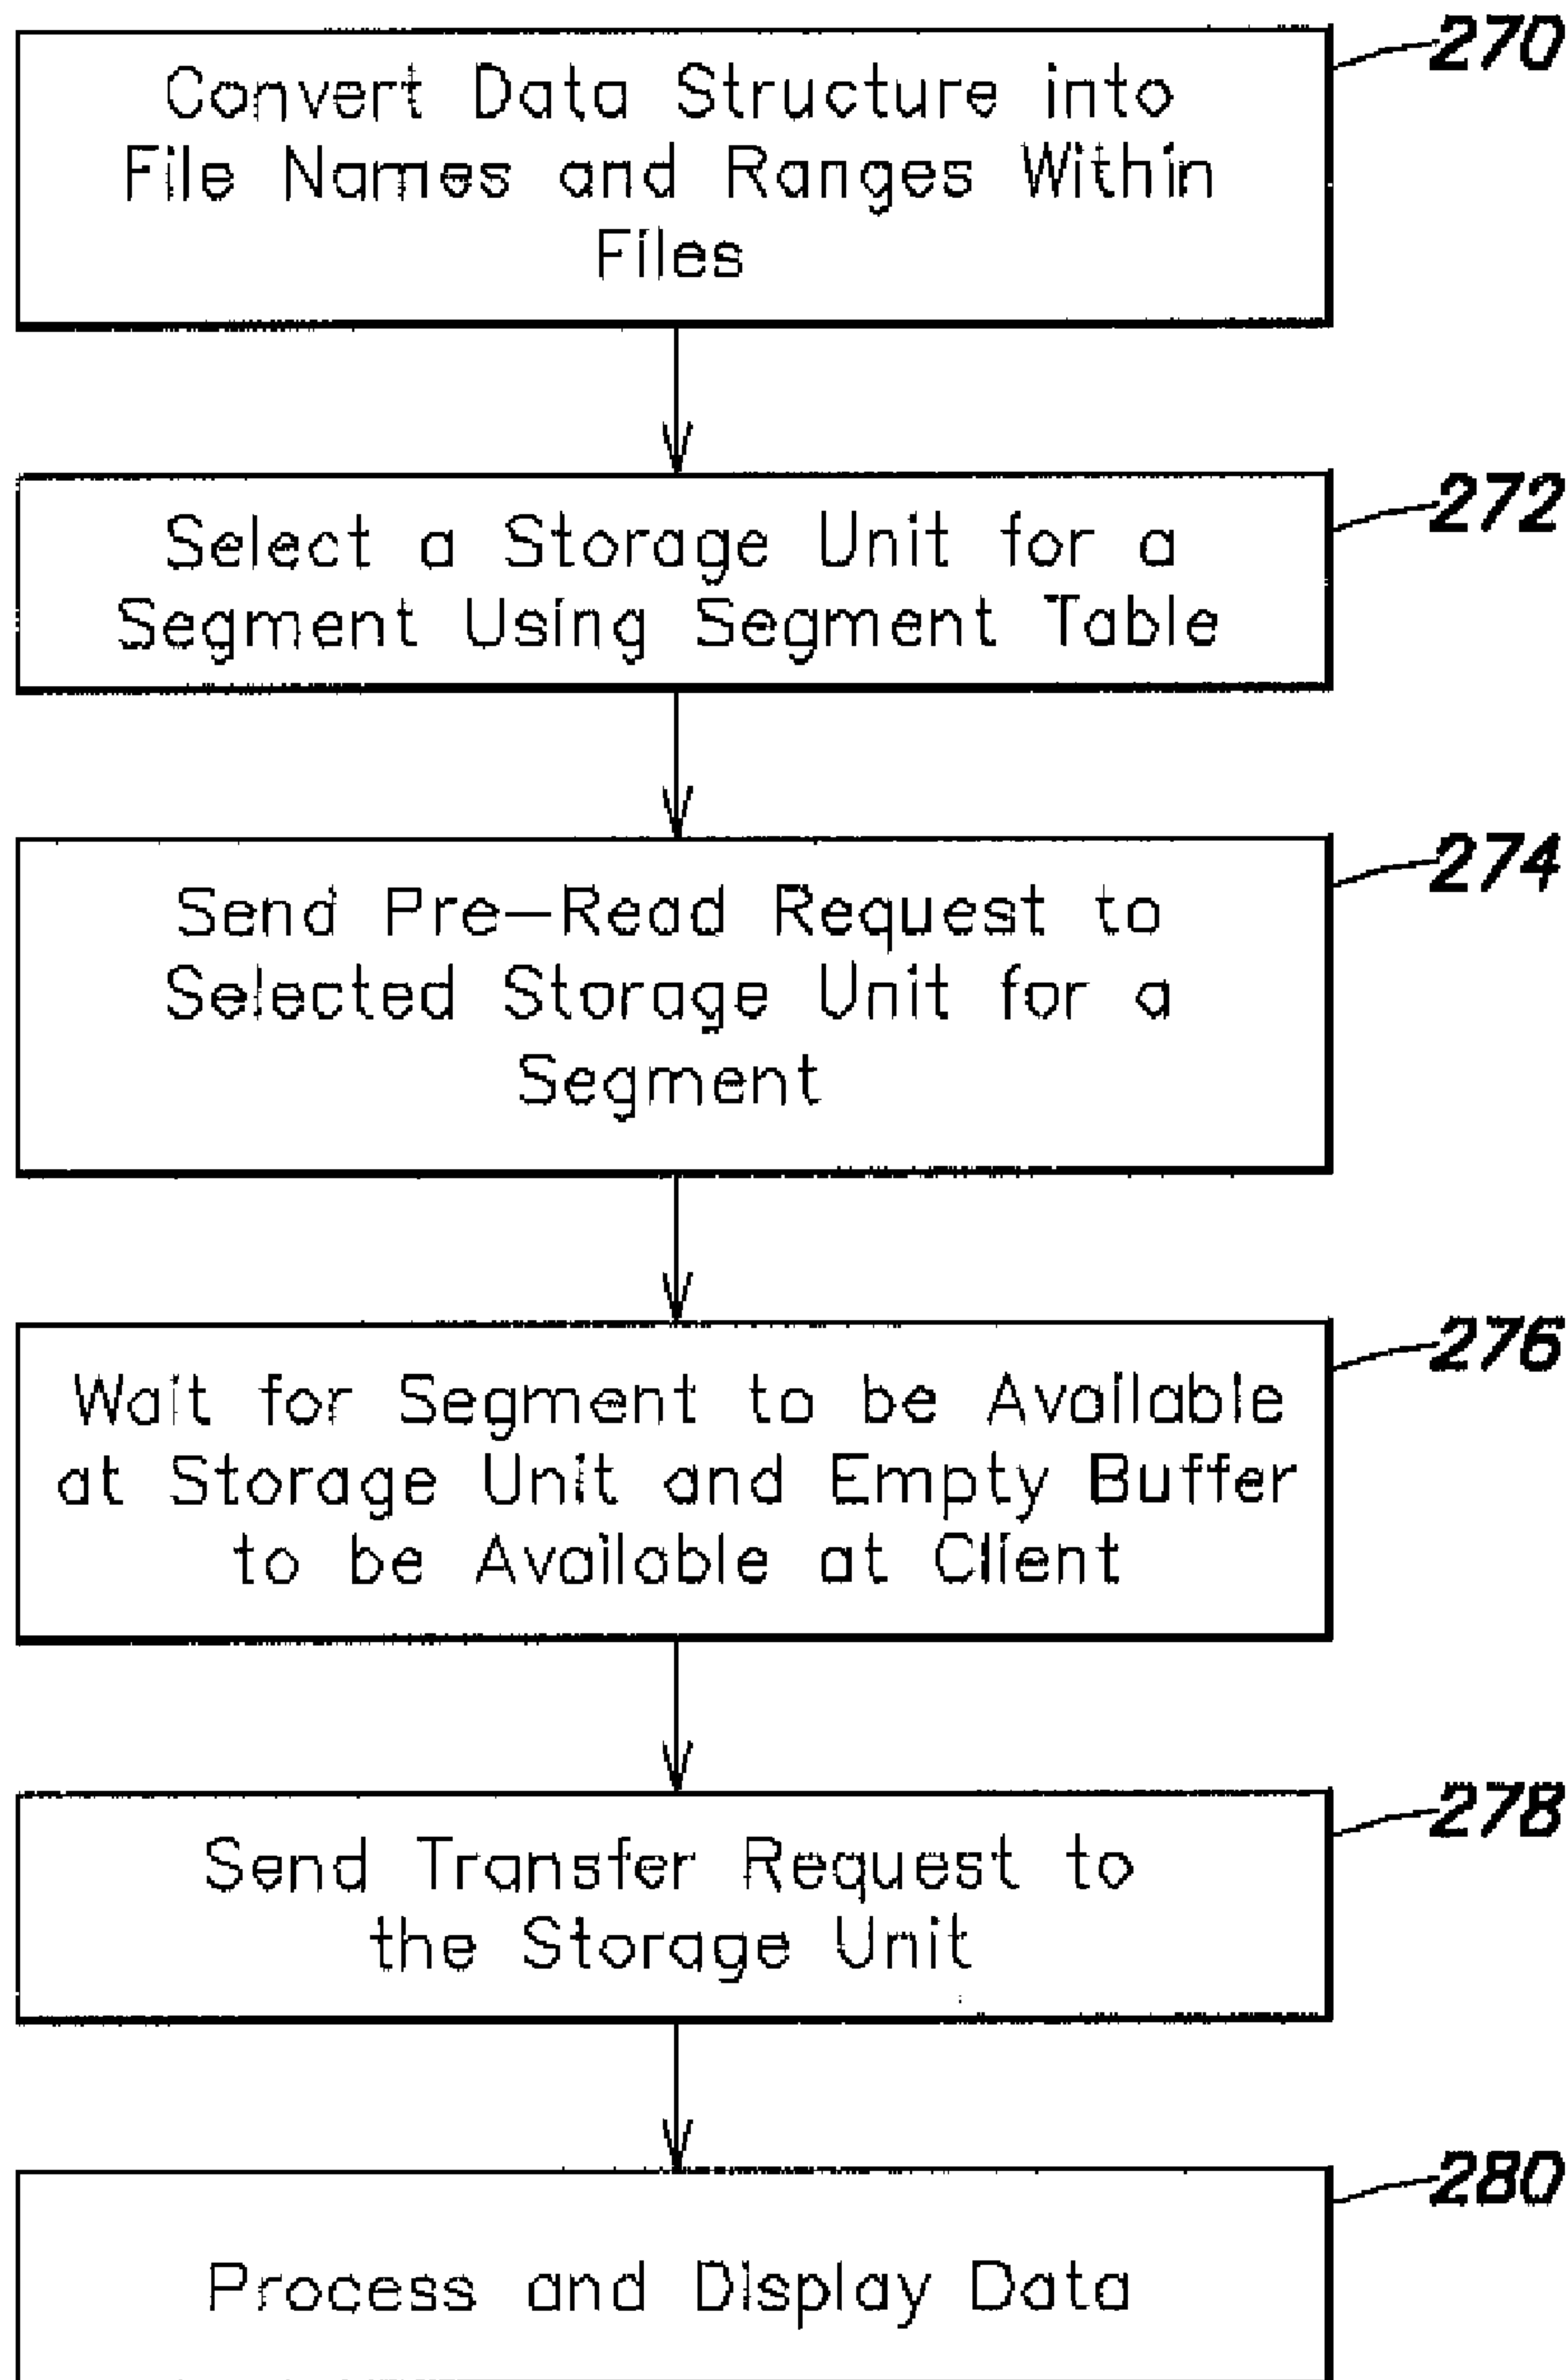 270
Convert Data Structure into
File Names and Ranges Within
Files
272
Select a Storage Unit for a
Segment Using Segment Table
274
Send Pre-Read Request to
Selected Storage Unit for a
Segment
276
Wait for Segment to be Available
at Storage Unit and Empty Buffer
to be Available at Client
278
Send Transfer Request to
the Storage Unit
280
Process and Display Data